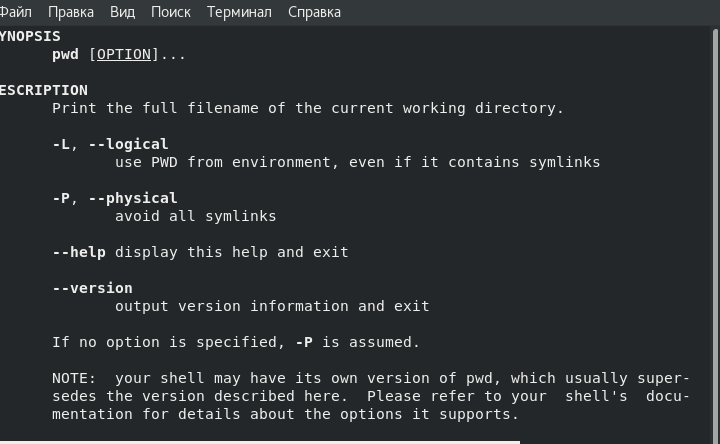 Файл Правка Вид Поиск Терминал Справка
YNOPSIS
pwd [OPTION]...
ESCRIPTION
Print the full filename of the current working directory.
-L, --logical
use PWD from environment, even if it contains symlinks
-P, --physical
avoid all symlinks
--help display this help and exit
--version
output version information and exit
If no option is specified, -P is assumed.
NOTE:  your shell may have its own version of pwd, which usually super-
sedes the version described here.  Please refer to your  shell's  docu-
mentation for details about the options it supports.